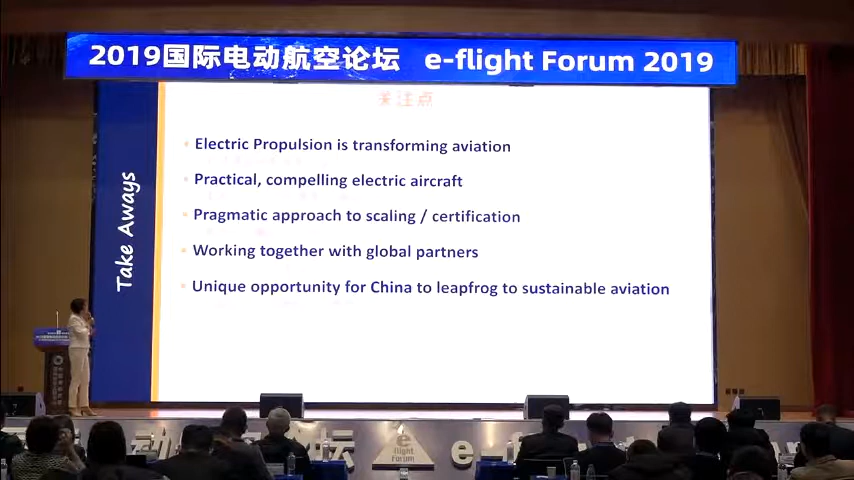 2019国际电动航空论坛 e-flight Forum 2019
关注点
Take Aways
Electric Propulsion is transforming aviation
Practical, compelling electric aircraft
Pragmatic approach to scaling / certification
Working together with global partners
Unique opportunity for China to leapfrog to sustainable aviation
e
flight
Forum
e